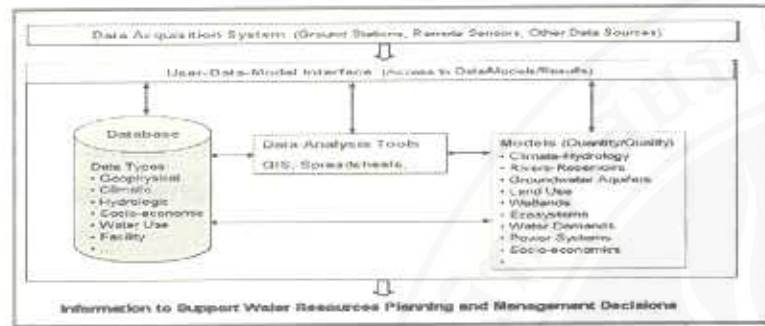 Data Acquisition System (Ground Stations, Remote Sensors, Other Data Sources)
User-Data-Model Interface (Access to Data/Models/Results)
Database
Data Types
• Geophysical
• Climatic
• Hydrologic
• Socio-economic
• Water Use
• Facility
• ...
Data Analysis Tools
GIS, Spreadsheets,
Models (Quantity/Quality)
• Climate-Hydrology
• Rivers-Reservoirs
• Groundwater Aquifers
• Land Use
• Wetlands
• Ecosystems
• Water Demands
• Power Systems
• Socio-economics
•
Information to Support Water Resources Planning and Management Decisions